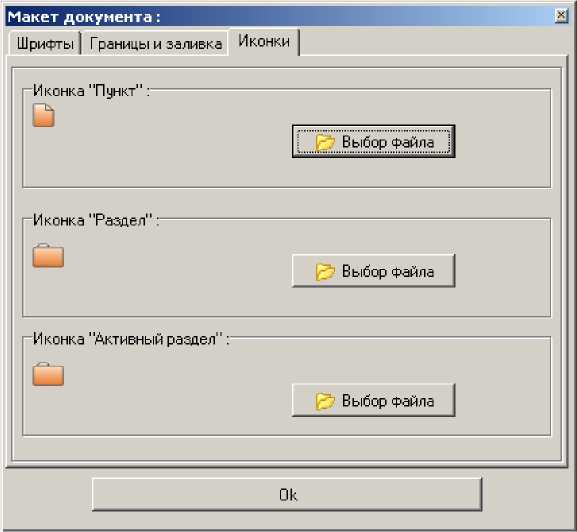 Макет документа :
Шрифты Границы и заливка Иконки
Иконка "Пункт" :
Выбор файла
Иконка "Раздел" :
Выбор файла
Иконка "Активный раздел" :
Выбор файла
Ok